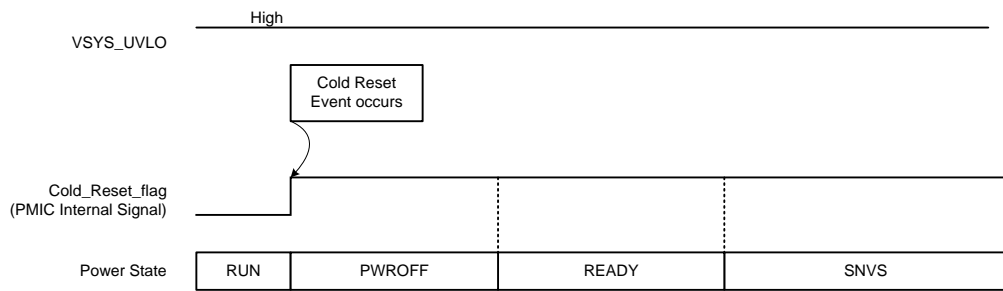 High
VSYS_UVLO
Cold Reset
Event occurs
Cold_Reset_flag
(PMIC Internal Signal)
Power State
RUN
PWROFF
READY
SNVS